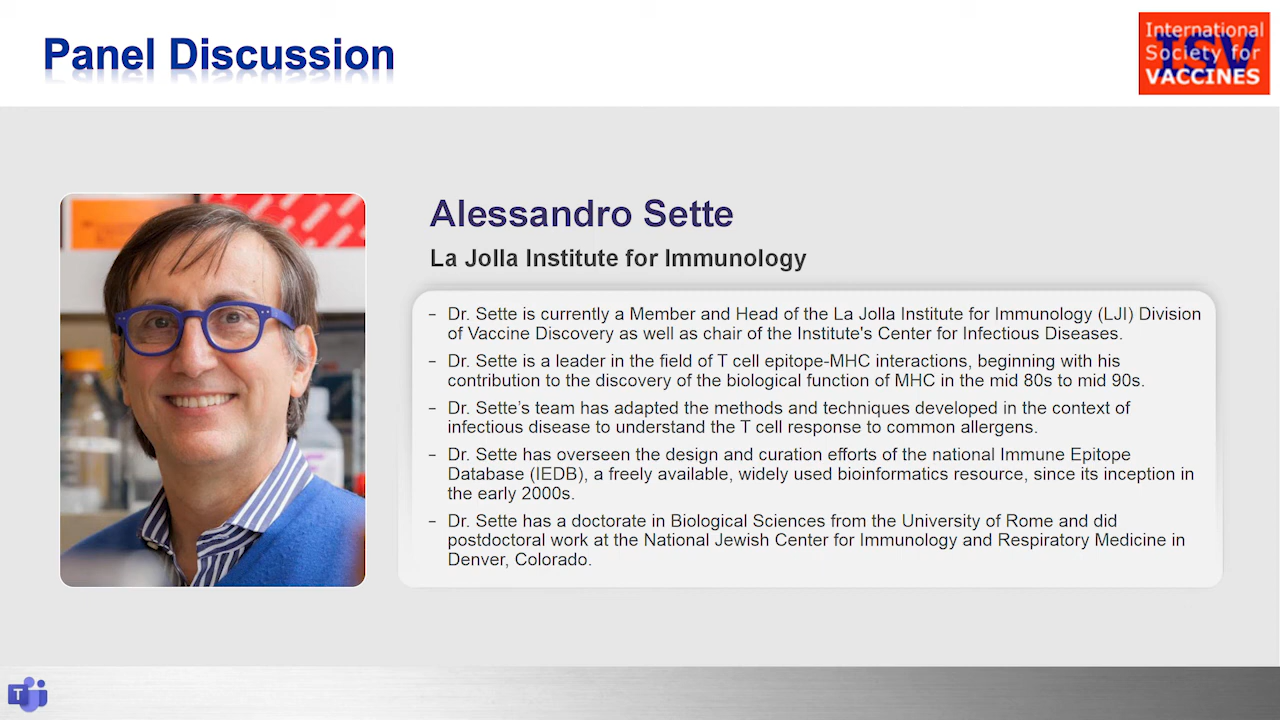 Panel Discussion
International
Society for
VACCINES
ISV
Alessandro Sette
La Jolla Institute for Immunology
– Dr. Sette is currently a Member and Head of the La Jolla Institute for Immunology (LJI) Division
of Vaccine Discovery as well as chair of the Institute's Center for Infectious Diseases.
– Dr. Sette is a leader in the field of T cell epitope-MHC interactions, beginning with his
contribution to the discovery of the biological function of MHC in the mid 80s to mid 90s.
– Dr. Sette’s team has adapted the methods and techniques developed in the context of
infectious disease to understand the T cell response to common allergens.
– Dr. Sette has overseen the design and curation efforts of the national Immune Epitope
Database (IEDB), a freely available, widely used bioinformatics resource, since its inception in
the early 2000s.
– Dr. Sette has a doctorate in Biological Sciences from the University of Rome and did
postdoctoral work at the National Jewish Center for Immunology and Respiratory Medicine in
Denver, Colorado.
T